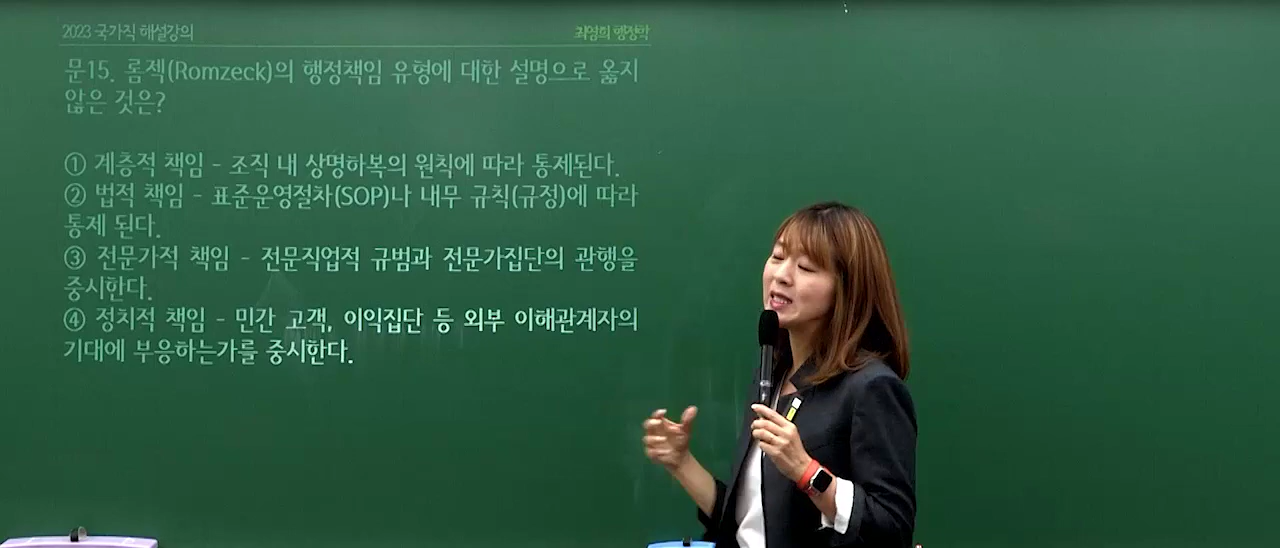 2023 국가직 해설강의
최영희 행정학
문15. 롬젝(Romzeck)의 행정책임 유형에 대한 설명으로 옳지
않은 것은?
① 계층적 책임 - 조직 내 상명하복의 원칙에 따라 통제된다.
② 법적 책임 - 표준운영절차(SOP)나 내무 규칙(규정)에 따라
통제 된다.
③ 전문가적 책임 - 전문직업적 규범과 전문가집단의 관행을
중시한다.
④ 정치적 책임 - 민간 고객, 이익집단 등 외부 이해관계자의
기대에 부응하는가를 중시한다.